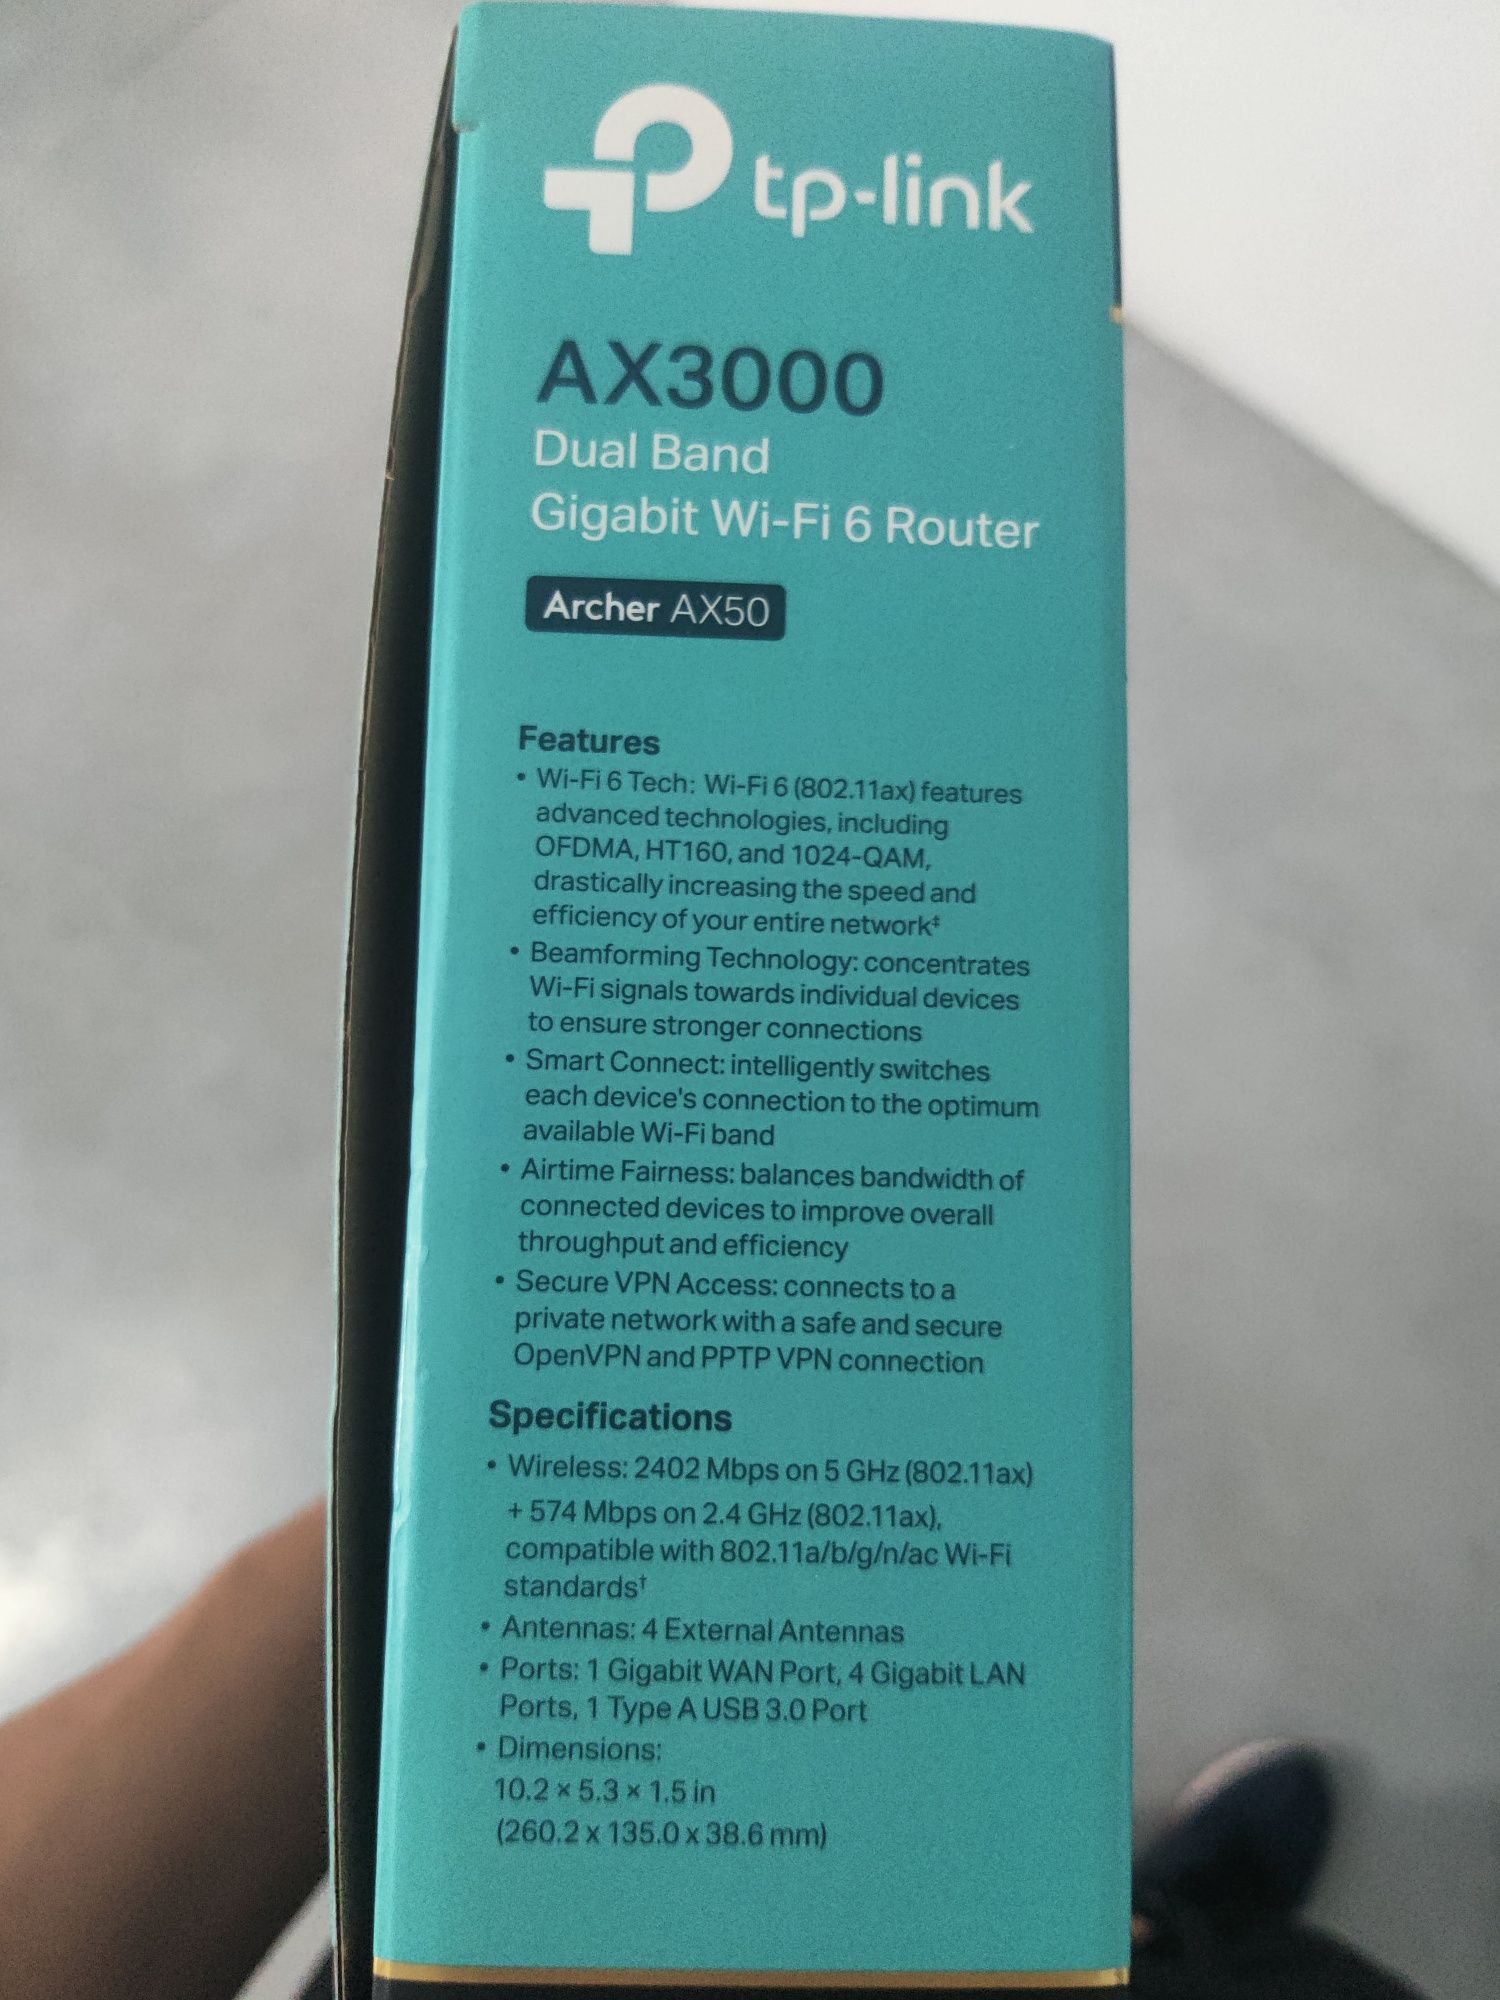 tp-link
AX3000
Dual Band
Gigabit Wi-Fi 6 Router
Archer AX50
Features
• Wi-Fi 6 Tech: Wi-Fi 6 (802.11ax) features
advanced technologies, including
OFDMA, HT160, and 1024-QAM,
drastically increasing the speed and
efficiency of your entire network‡
• Beamforming Technology: concentrates
Wi-Fi signals towards individual devices
to ensure stronger connections
• Smart Connect: intelligently switches
each device's connection to the optimum
available Wi-Fi band
• Airtime Fairness: balances bandwidth of
connected devices to improve overall
throughput and efficiency
• Secure VPN Access: connects to a
private network with a safe and secure
OpenVPN and PPTP VPN connection
Specifications
• Wireless: 2402 Mbps on 5 GHz (802.11ax)
+ 574 Mbps on 2.4 GHz (802.11ax),
compatible with 802.11a/b/g/n/ac Wi-Fi
standards†
• Antennas: 4 External Antennas
• Ports: 1 Gigabit WAN Port, 4 Gigabit LAN
Ports, 1 Type A USB 3.0 Port
• Dimensions:
10.2 × 5.3 × 1.5 in
(260.2 x 135.0 x 38.6 mm)